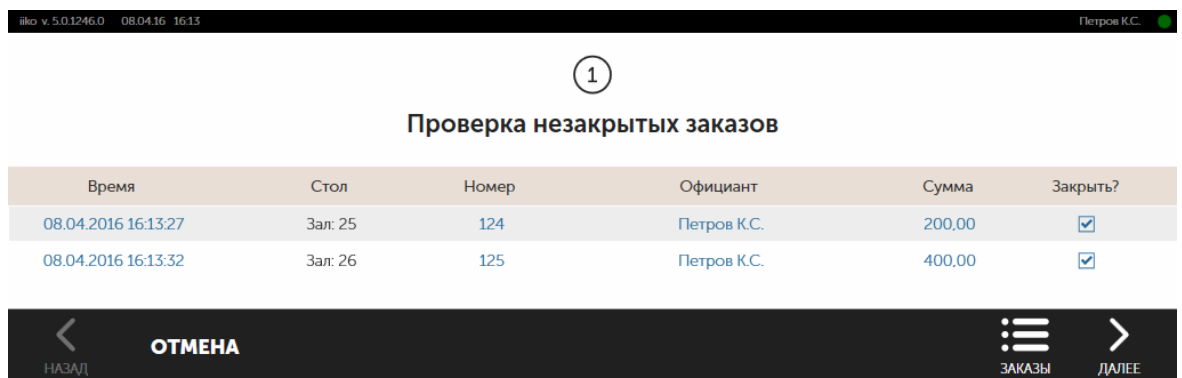 iiko v. 5.0.1246.0 08.04.16 16:13 Петров К.С.
1
Проверка незакрытых заказов
Время Стол Номер Официант Сумма Закрыть?
08.04.2016 16:13:27 Зал: 25 124 Петров К.С. 200,00
08.04.2016 16:13:32 Зал: 26 125 Петров К.С. 400,00
НАЗАД ОТМЕНА ЗАКАЗЫ ДАЛЕЕ